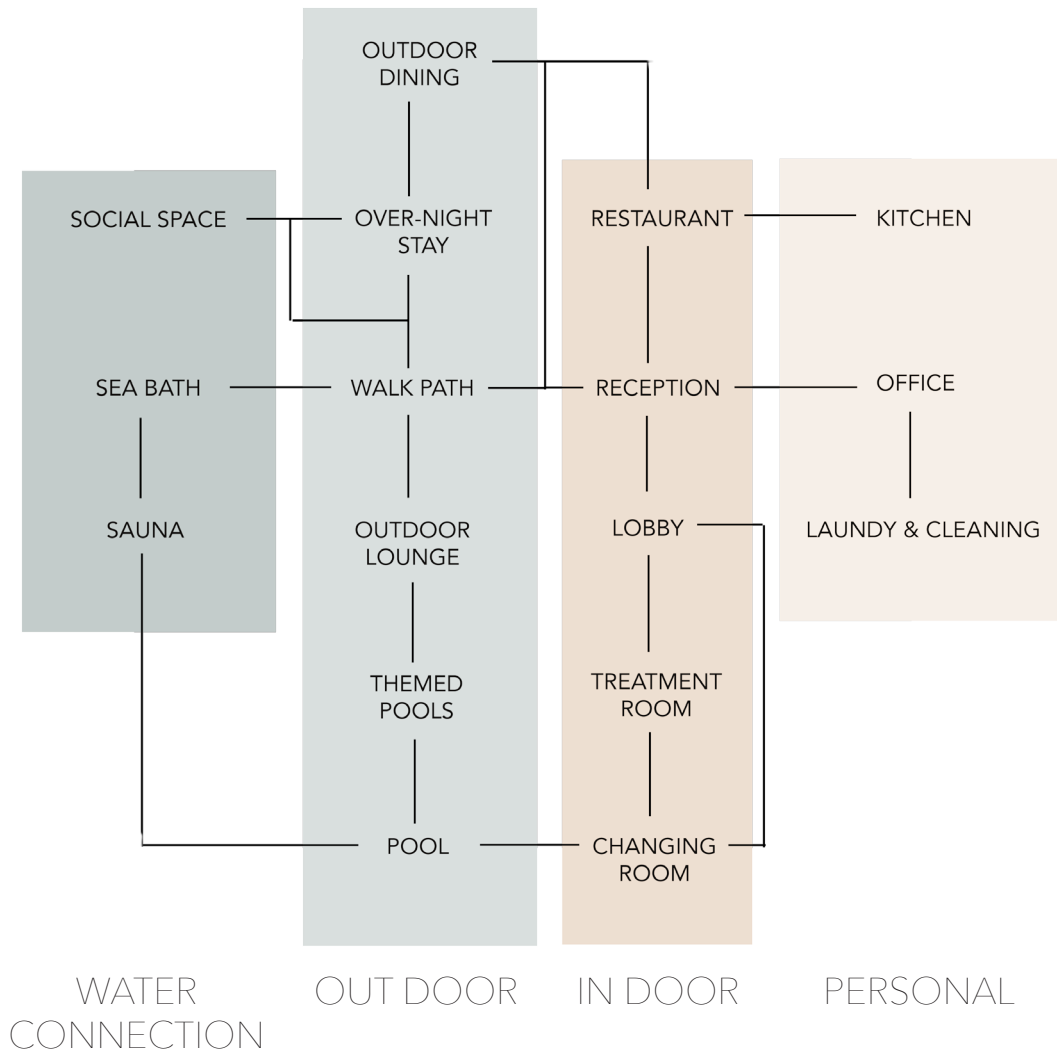 OUTDOOR
DINING
SOCIAL SPACE
OVER-NIGHT
STAY
RESTAURANT
KITCHEN
SEA BATH
WALK PATH
RECEPTION
OFFICE
SAUNA
OUTDOOR
LOUNGE
LOBBY
LAUNDY & CLEANING
THEMED
POOLS
TREATMENT
ROOM
POOL
CHANGING
ROOM
WATER
CONNECTION
OUT DOOR
IN DOOR
PERSONAL